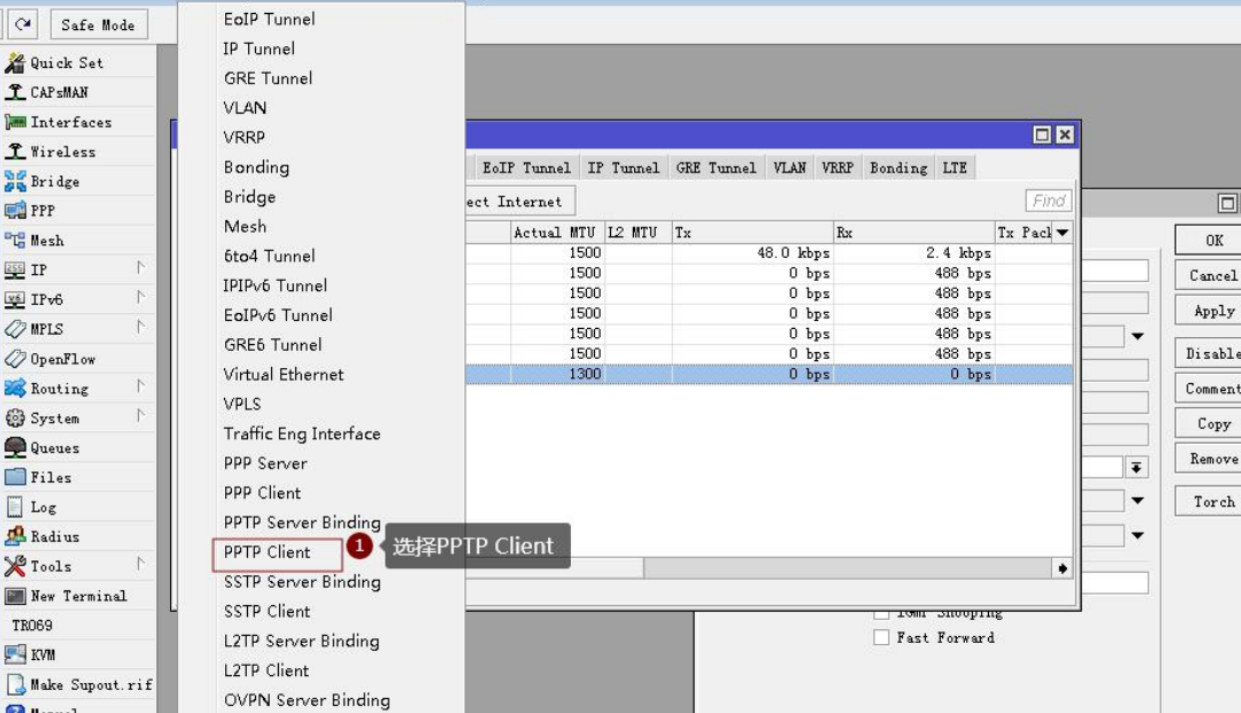 Safe Mode
Quick Set
CAPsMAN
Interfaces
Wireless
Bridge
PPP
Mesh
IP
IPv6
MPLS
OpenFlow
Routing
System
Queues
Files
Log
Radius
Tools
New Terminal
TR069
KVM
Make Supout.rif
EoIP Tunnel
IP Tunnel
GRE Tunnel
VLAN
VRRP
Bonding
Bridge
Mesh
6to4 Tunnel
IPIPv6 Tunnel
EoIPv6 Tunnel
GRE6 Tunnel
Virtual Ethernet
VPLS
Traffic Eng Interface
PPP Server
PPP Client
PPTP Server Binding
PPTP Client
1 选择PPTP Client
SSTP Server Binding
SSTP Client
L2TP Server Binding
L2TP Client
OVPN Server Binding
EoIP Tunnel IP Tunnel GRE Tunnel VLAN VRRP Bonding LTE
ect Internet Find
Actual MTU L2 MTU Tx Rx Tx Pack
1500 48.0 kbps 2.4 kbps
1500 0 bps 488 bps
1500 0 bps 488 bps
1500 0 bps 488 bps
1500 0 bps 488 bps
1500 0 bps 488 bps
1300 0 bps 0 bps
Fast Forward
OK
Cancel
Apply
Disable
Comment
Copy
Remove
Torch